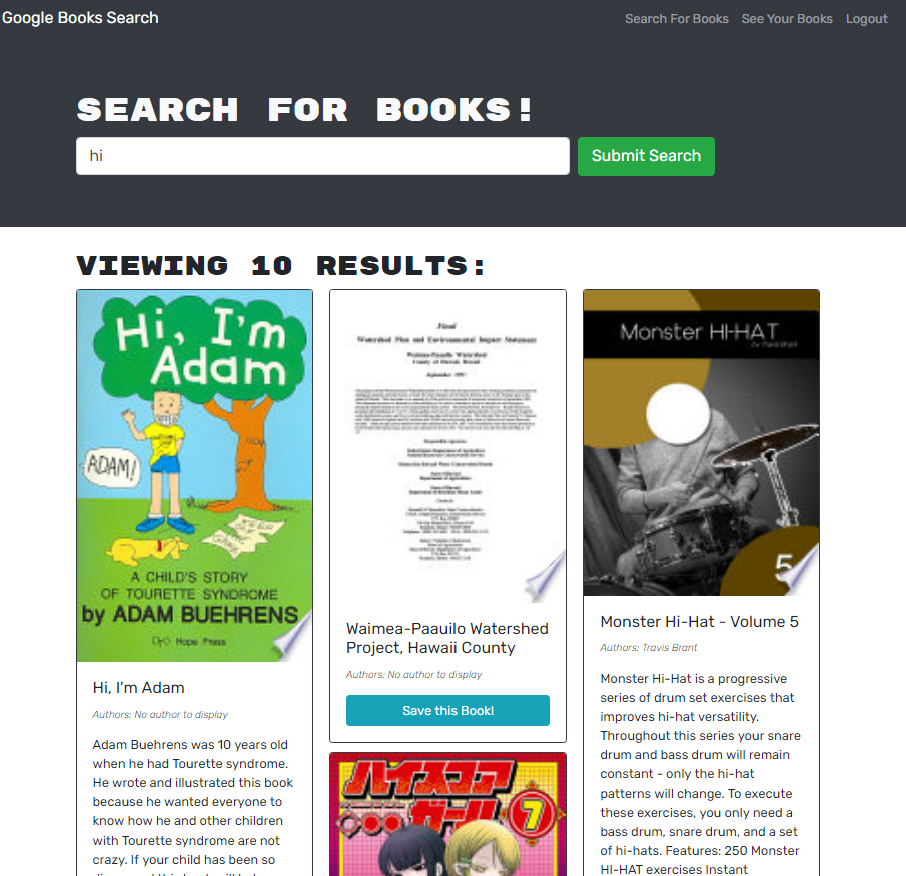 Google Books Search
Search For Books
See Your Books
Logout
SEARCH FOR BOOKS!
hi
Submit Search
VIEWING 10 RESULTS:
Hi, I'm
Adam
ADAM!
A CHILD'S STORY
OF TOURETTE SYNDROME
by ADAM BUEHRENS
Hope Press
Hi, I'm Adam
Authors: No author to display
Adam Buehrens was 10 years old
when he had Tourette syndrome.
He wrote and illustrated this book
because he wanted everyone to
know how he and other children
with Tourette syndrome are not
crazy. If your child has been so
Final
Watershed Plan and Environmental Impact Statement
Waimea-Paauilo Watershed
County of Hawaii, Hawaii
Waimea-Paauilo Watershed
Project, Hawaii County
Authors: No author to display
Save this Book!
ハイスコア
ガール
7
Monster HI-HAT
by Travis Brant
5
Monster Hi-Hat - Volume 5
Authors: Travis Brant
Monster Hi-Hat is a progressive
series of drum set exercises that
improves hi-hat versatility.
Throughout this series your snare
drum and bass drum will remain
constant - only the hi-hat
patterns will change. To execute
these exercises, you only need a
bass drum, snare drum, and a set
of hi-hats. Features: 250 Monster
HI-HAT exercises Instant